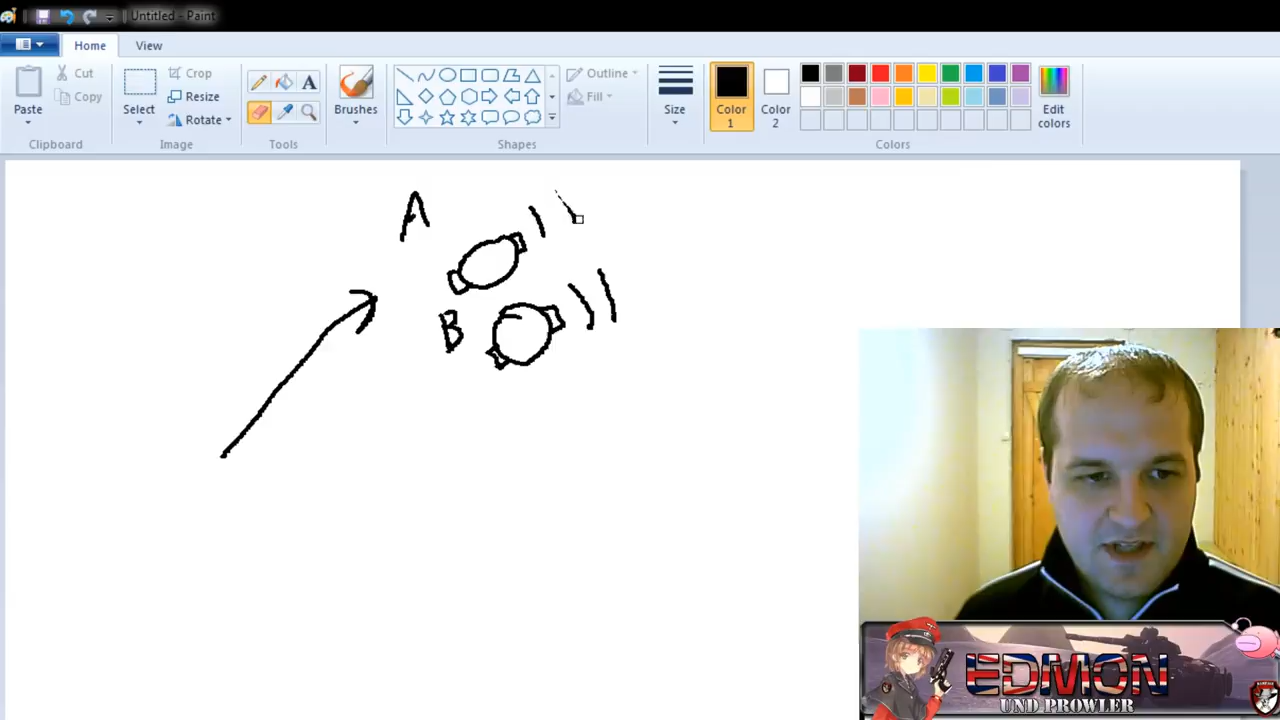 Untitled - Paint
Home View
Paste
Cut
Copy
Clipboard
Select
Crop
Resize
Rotate
Image
A
Tools
Brushes
Shapes
Outline
Fill
Size
Color 1
Color 2
Edit colors
Colors
A
B
EDMON
UND PROWLER